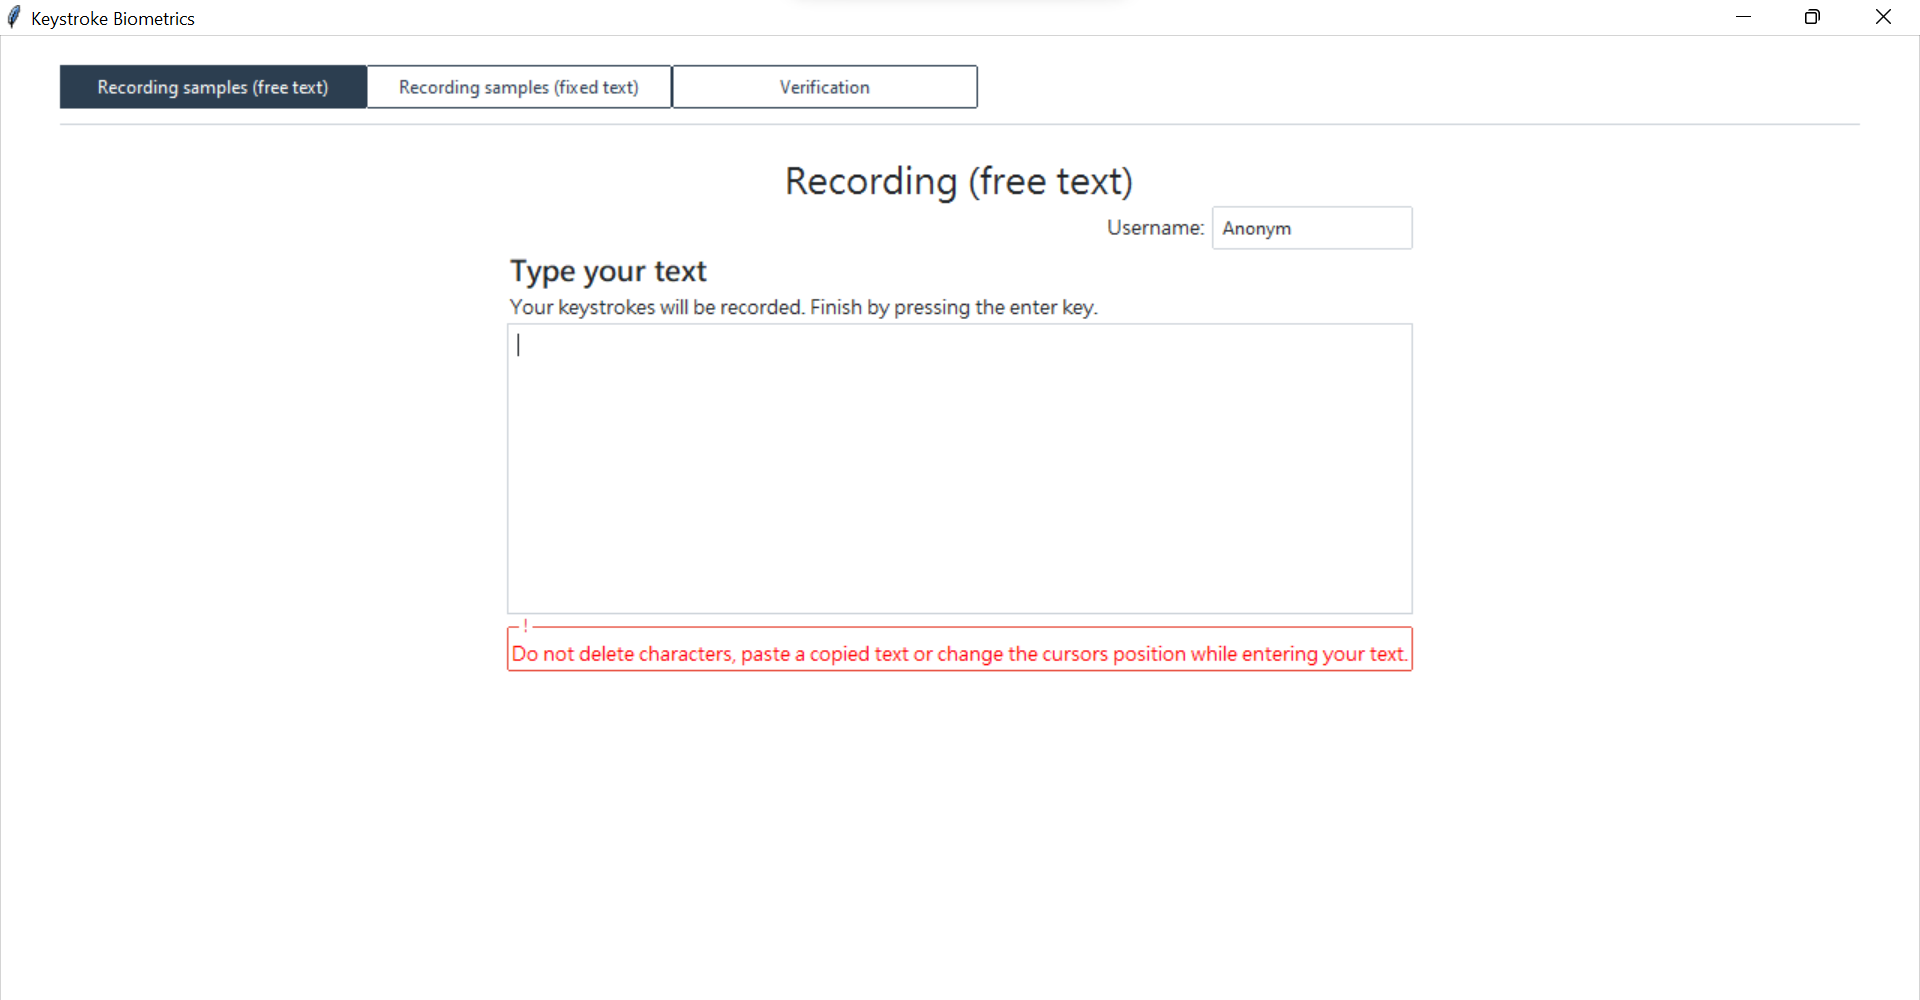 Keystroke Biometrics
Recording samples (free text) Recording samples (fixed text) Verification
Recording (free text)
Username: Anonym
Type your text
Your keystrokes will be recorded. Finish by pressing the enter key.
!
Do not delete characters, paste a copied text or change the cursors position while entering your text.